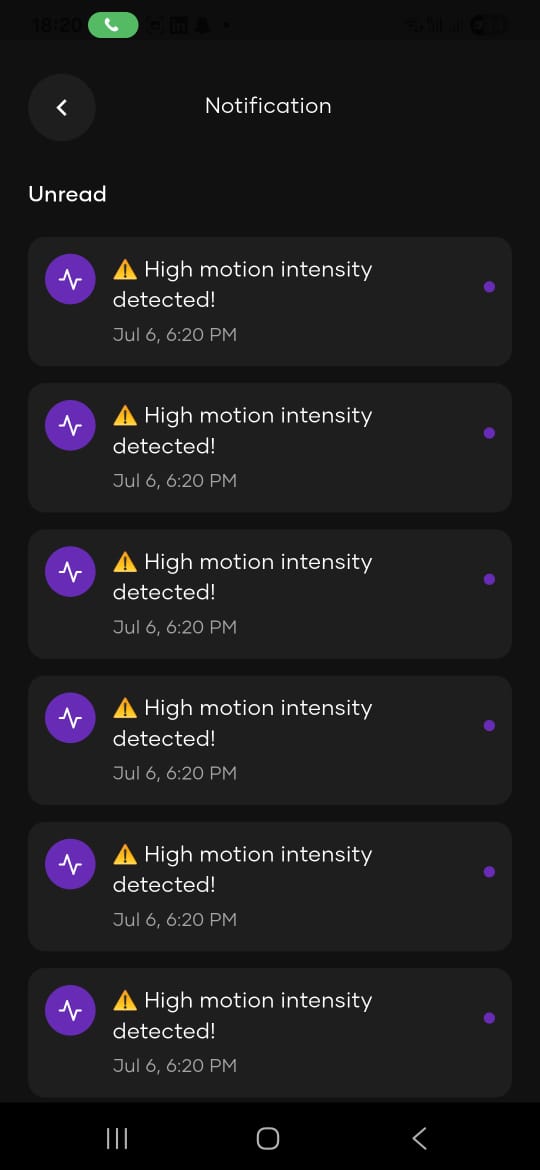 18:20
Notification
Unread
⚠️ High motion intensity
detected!
Jul 6, 6:20 PM
⚠️ High motion intensity
detected!
Jul 6, 6:20 PM
⚠️ High motion intensity
detected!
Jul 6, 6:20 PM
⚠️ High motion intensity
detected!
Jul 6, 6:20 PM
⚠️ High motion intensity
detected!
Jul 6, 6:20 PM
⚠️ High motion intensity
detected!
Jul 6, 6:20 PM